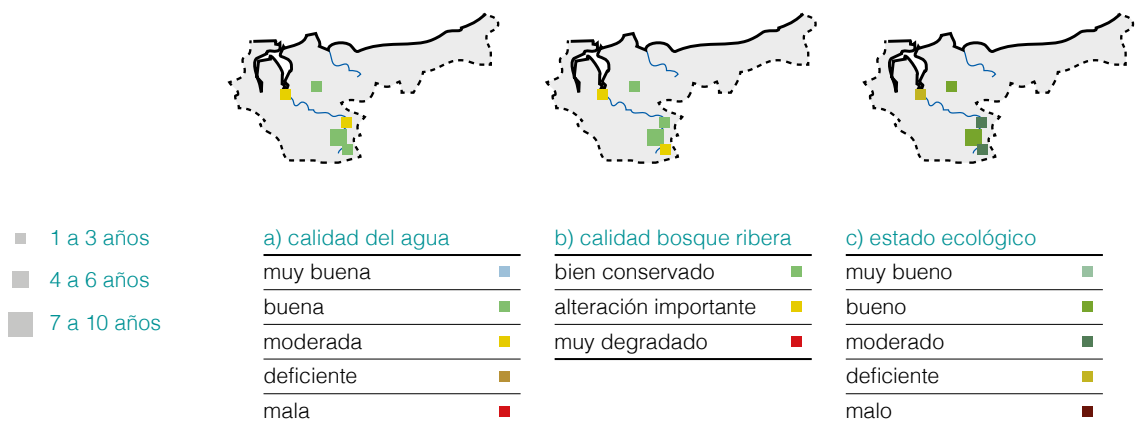 1 a 3 años
4 a 6 años
7 a 10 años
a) calidad del agua
muy buena
buena
moderada
deficiente
mala
b) calidad bosque ribera
bien conservado
alteración importante
muy degradado
c) estado ecológico
muy bueno
bueno
moderado
deficiente
malo